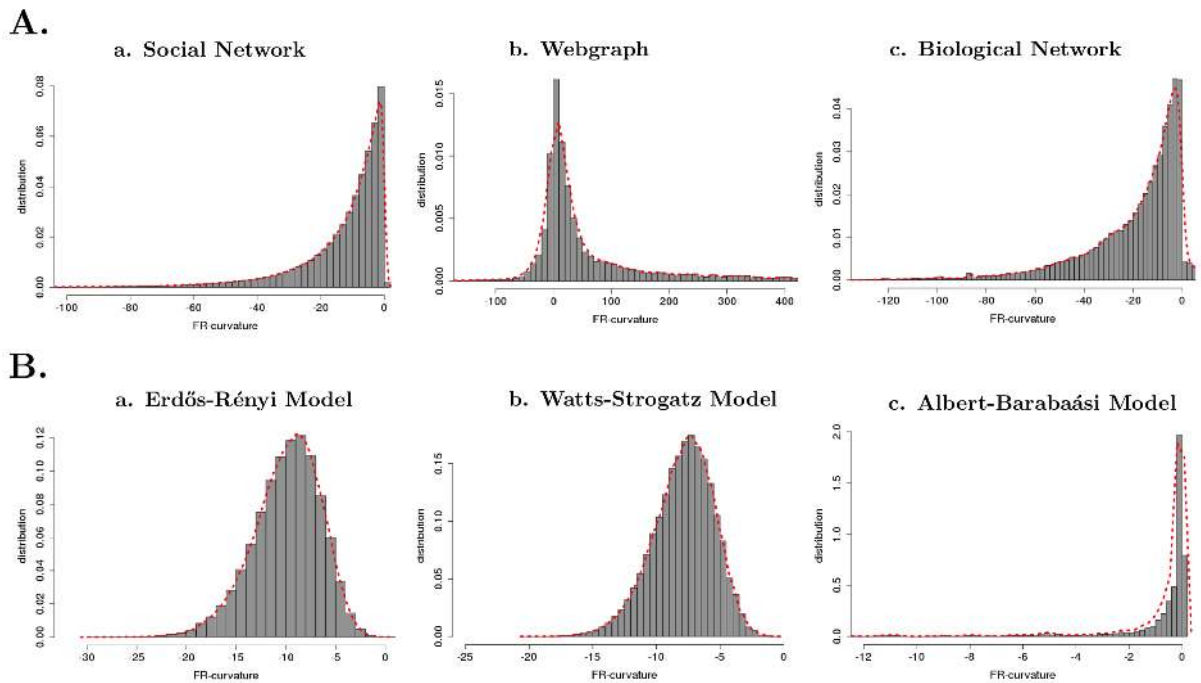 A.
a. Social Network
b. Webgraph
c. Biological Network
distribution
0.00 0.02 0.04 0.06 0.08
-100 -80 -60 -40 -20 0
FR-curvature
distribution
0.000 0.005 0.010 0.015
-100 0 100 200 300 400
FR-curvature
distribution
0.00 0.01 0.02 0.03 0.04
-120 -100 -80 -60 -40 -20 0
FR-curvature
B.
a. Erdős-Rényi Model
b. Watts-Strogatz Model
c. Albert-Barabaási Model
distribution
0.00 0.02 0.04 0.06 0.08 0.10 0.12
-30 -25 -20 -15 -10 -5 0
FR-curvature
distribution
0.00 0.05 0.10 0.15
-25 -20 -15 -10 -5 0
FR-curvature
distribution
0.0 0.5 1.0 1.5 2.0
-12 -10 -8 -6 -4 -2 0
FR-curvature